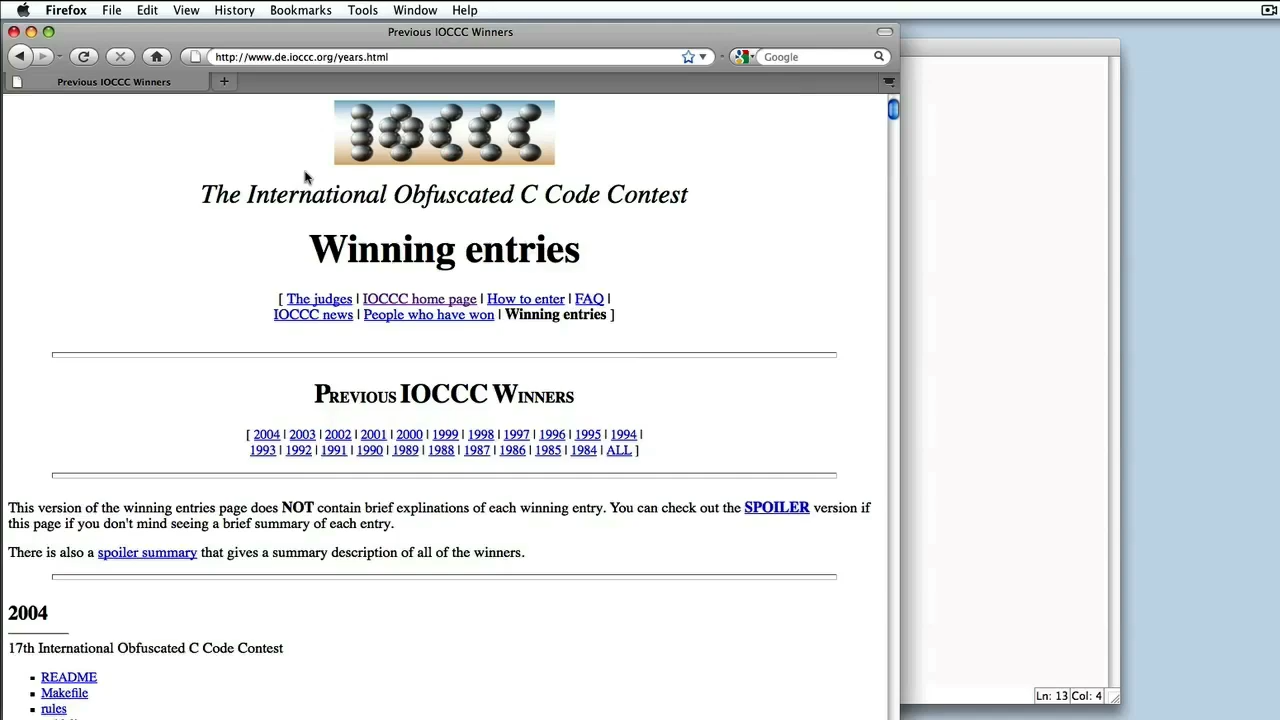 Firefox File Edit View History Bookmarks Tools Window Help
Previous IOCCC Winners
http://www.de.ioccc.org/years.html
Google
Previous IOCCC Winners
IOCCC
The International Obfuscated C Code Contest
Winning entries
[ The judges | IOCCC home page | How to enter | FAQ |
IOCCC news | People who have won | Winning entries ]
Previous IOCCC Winners
[ 2004 | 2003 | 2002 | 2001 | 2000 | 1999 | 1998 | 1997 | 1996 | 1995 | 1994 |
1993 | 1992 | 1991 | 1990 | 1989 | 1988 | 1987 | 1986 | 1985 | 1984 | ALL ]
This version of the winning entries page does NOT contain brief explinations of each winning entry. You can check out the SPOILER version if
this page if you don't mind seeing a brief summary of each entry.
There is also a spoiler summary that gives a summary description of all of the winners.
2004
17th International Obfuscated C Code Contest
README
Makefile
rules
Ln: 13 Col: 4